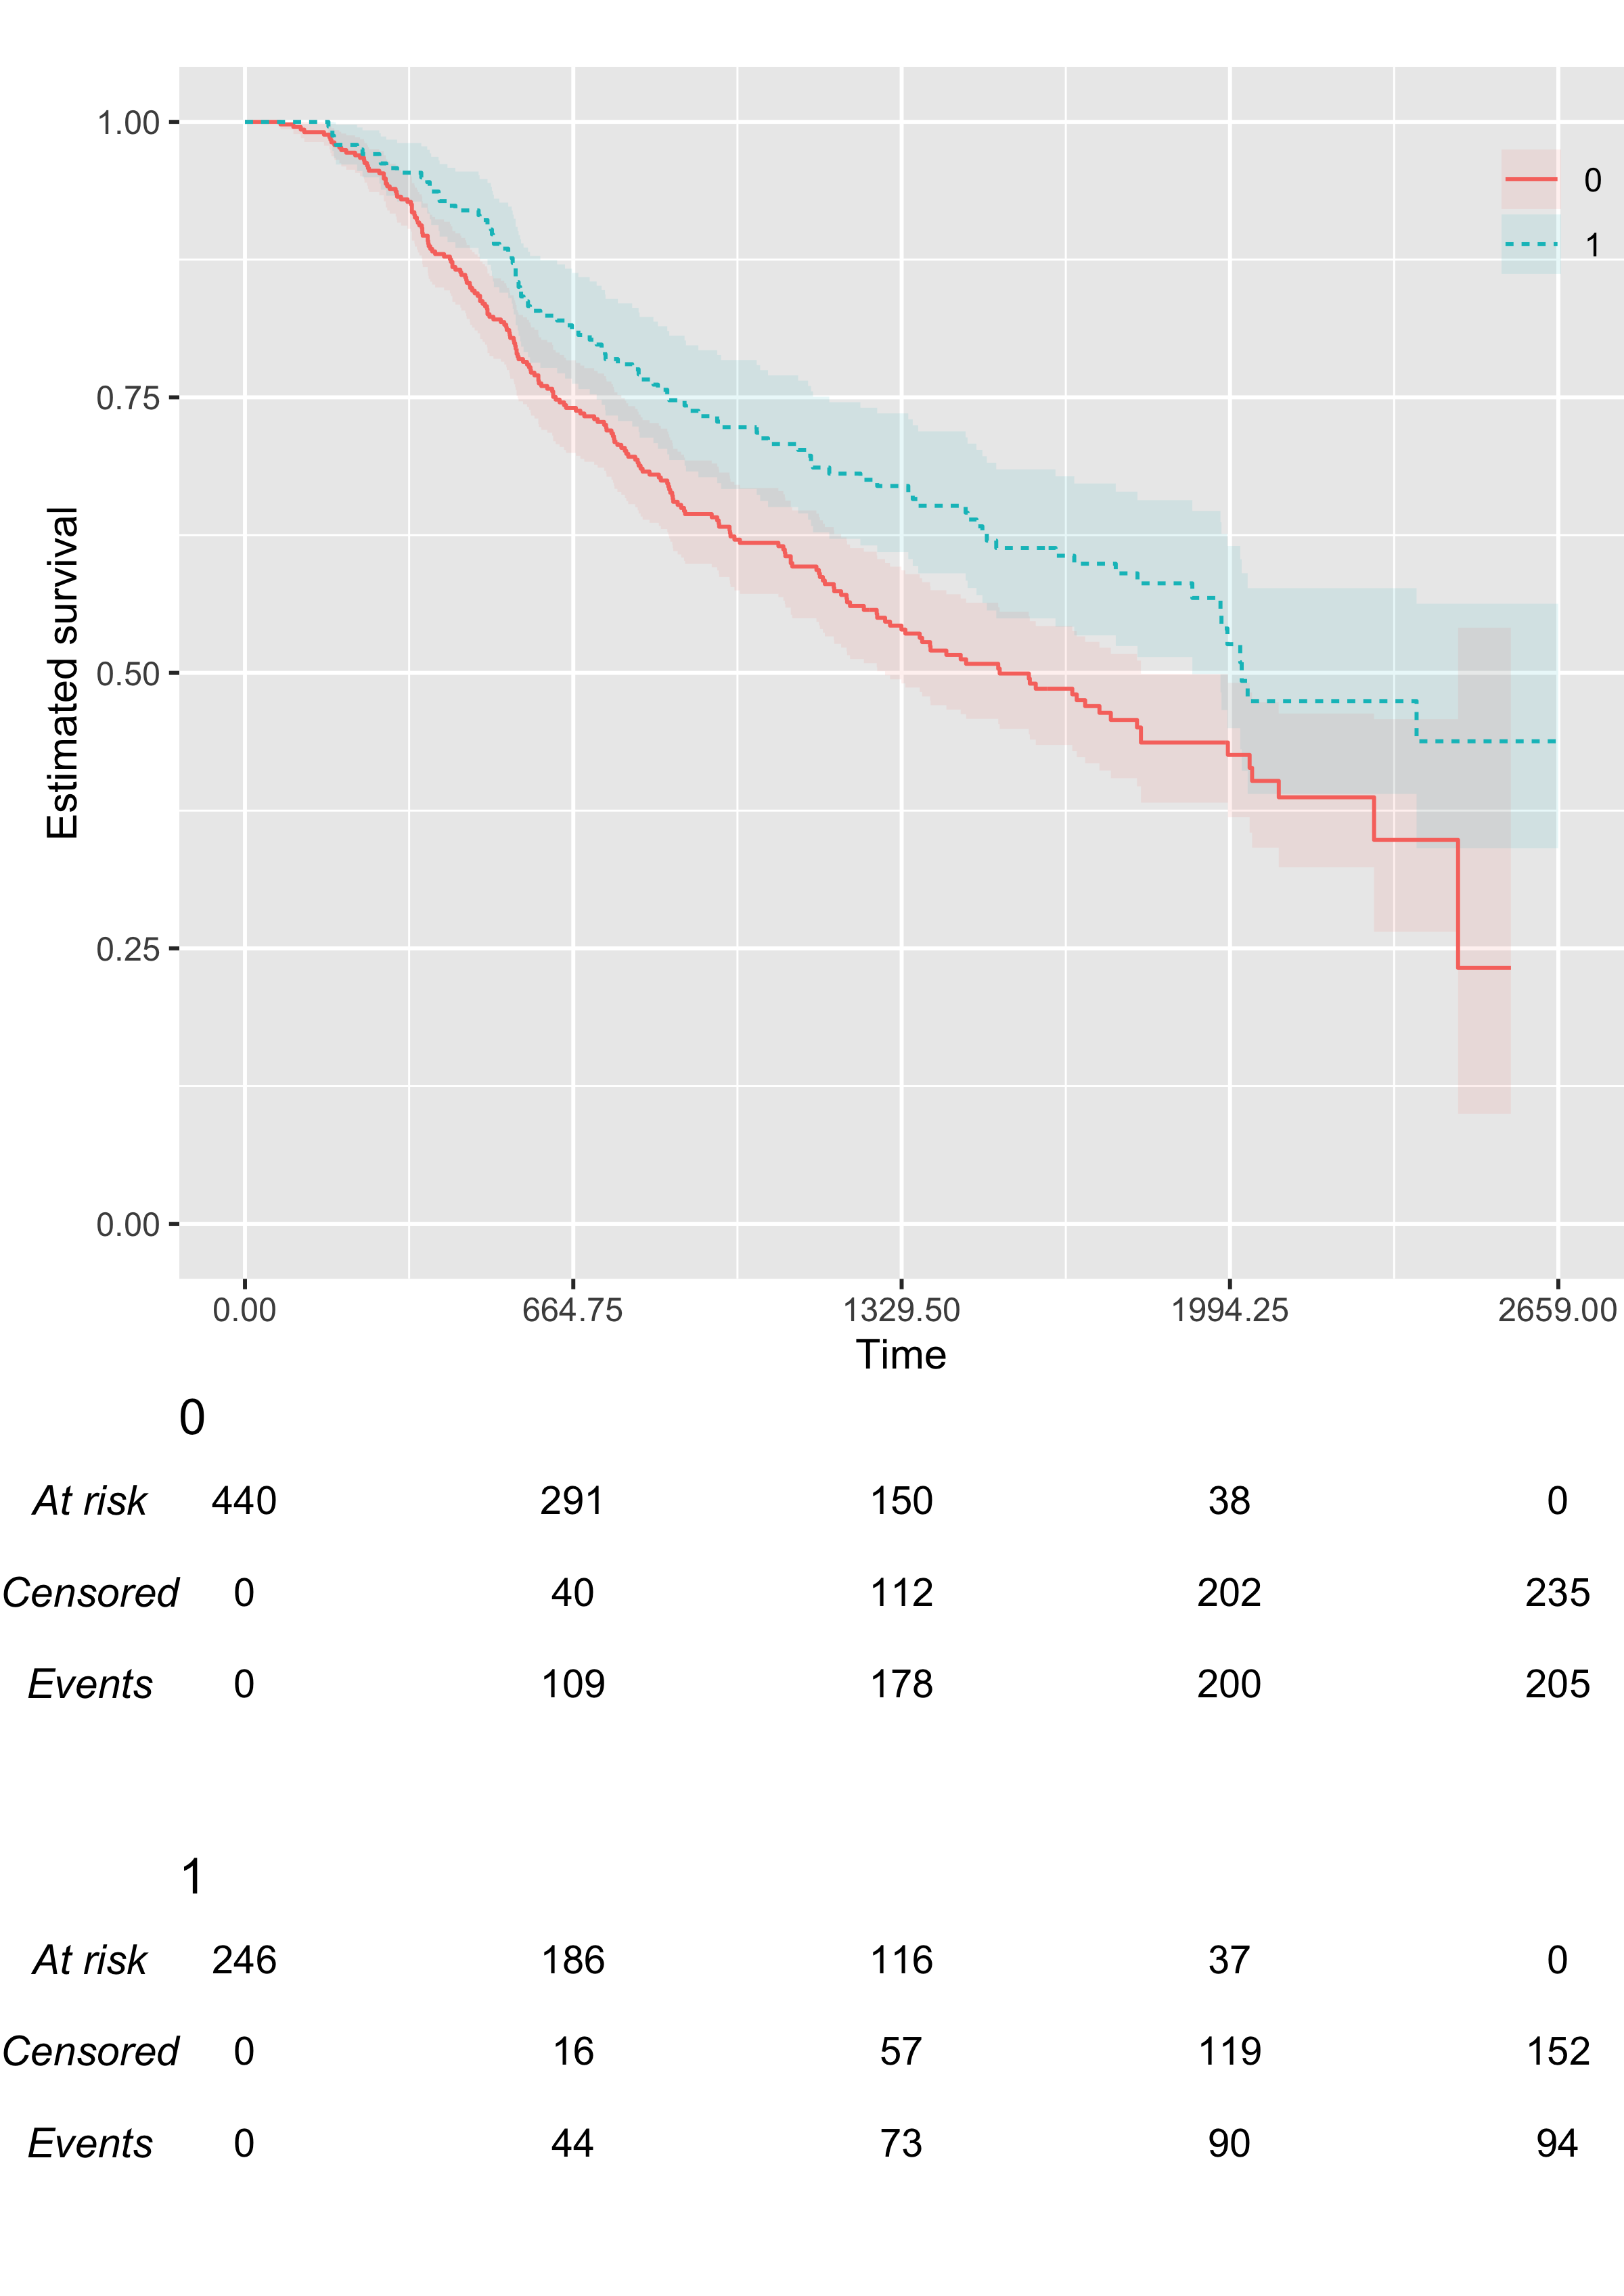 1.00
0.75
0.50
0.25
0.00
Estimated survival
0
1
0.00 664.75 1329.50 1994.25 2659.00
Time
0
At risk 440 291 150 38 0
Censored 0 40 112 202 235
Events 0 109 178 200 205
1
At risk 246 186 116 37 0
Censored 0 16 57 119 152
Events 0 44 73 90 94